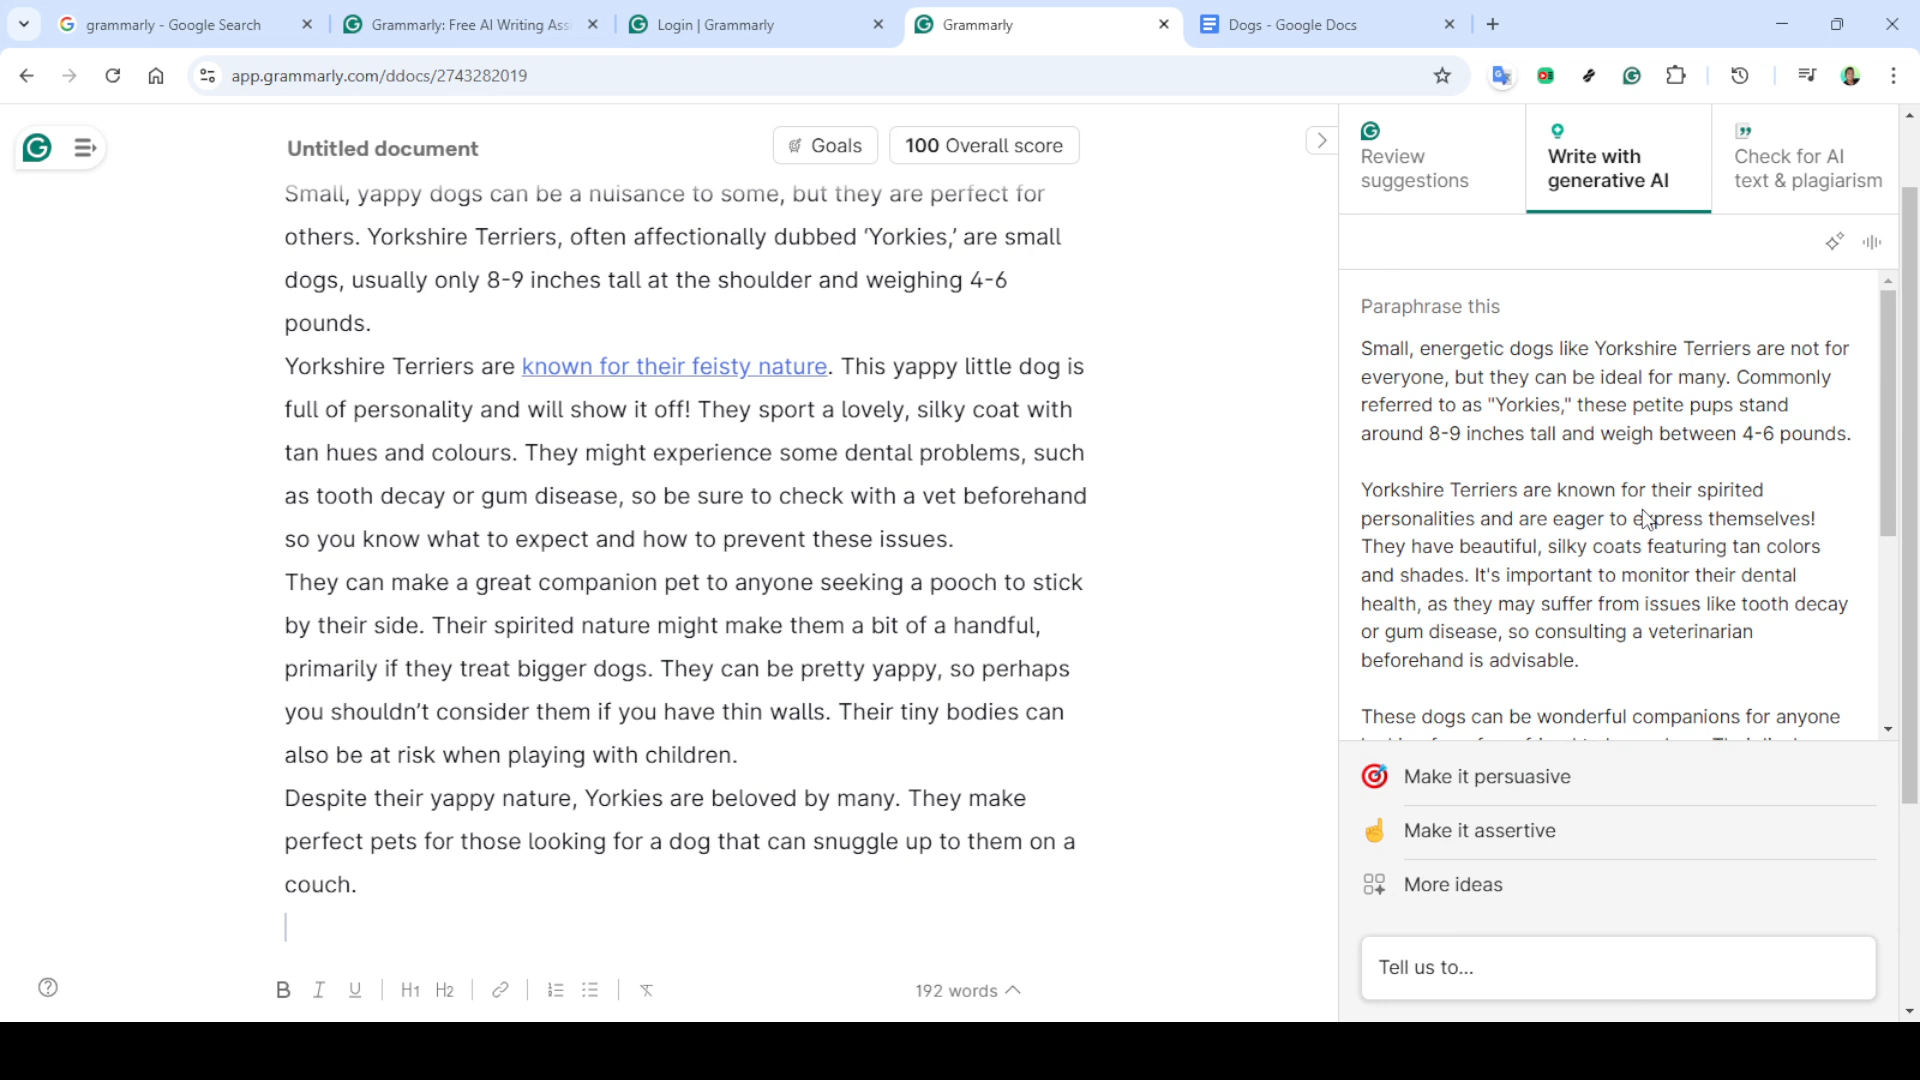 grammarly - Google Search
Grammarly: Free AI Writing Ass
Login | Grammarly
Grammarly
Dogs - Google Docs
app.grammarly.com/ddocs/2743282019
Untitled document
Goals
100 Overall score
Small, yappy dogs can be a nuisance to some, but they are perfect for
others. Yorkshire Terriers, often affectionally dubbed ‘Yorkies,’ are small
dogs, usually only 8-9 inches tall at the shoulder and weighing 4-6
pounds.
Yorkshire Terriers are known for their feisty nature. This yappy little dog is
full of personality and will show it off! They sport a lovely, silky coat with
tan hues and colours. They might experience some dental problems, such
as tooth decay or gum disease, so be sure to check with a vet beforehand
so you know what to expect and how to prevent these issues.
They can make a great companion pet to anyone seeking a pooch to stick
by their side. Their spirited nature might make them a bit of a handful,
primarily if they treat bigger dogs. They can be pretty yappy, so perhaps
you shouldn’t consider them if you have thin walls. Their tiny bodies can
also be at risk when playing with children.
Despite their yappy nature, Yorkies are beloved by many. They make
perfect pets for those looking for a dog that can snuggle up to them on a
couch.
B I U H1 H2
192 words
Review
suggestions
Write with
generative AI
Check for AI
text & plagiarism
Paraphrase this
Small, energetic dogs like Yorkshire Terriers are not for
everyone, but they can be ideal for many. Commonly
referred to as "Yorkies," these petite pups stand
around 8-9 inches tall and weigh between 4-6 pounds.
Yorkshire Terriers are known for their spirited
personalities and are eager to express themselves!
They have beautiful, silky coats featuring tan colors
and shades. It's important to monitor their dental
health, as they may suffer from issues like tooth decay
or gum disease, so consulting a veterinarian
beforehand is advisable.
These dogs can be wonderful companions for anyone
Make it persuasive
Make it assertive
More ideas
Tell us to...